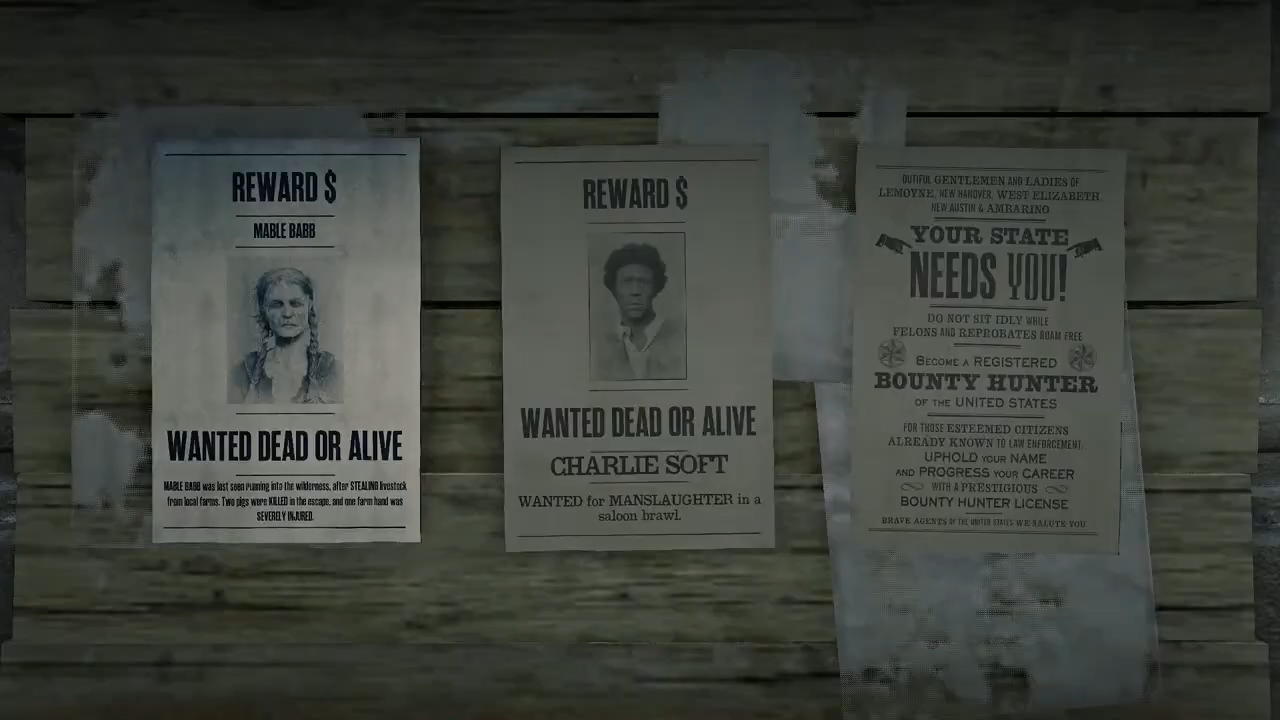 REWARD $
MABLE BABB
WANTED DEAD OR ALIVE
MABLE BABB was last seen running into the wilderness, after STEALING livestock
from local farms. Two pigs were KILLED in the escape, and one farm hand was
SEVERELY INJURED.
REWARD $
WANTED DEAD OR ALIVE
CHARLIE SOFT
WANTED for MANSLAUGHTER in a
saloon brawl.
DUTIFUL GENTLEMEN AND LADIES OF
LEMOYNE, NEW HANOVER, WEST ELIZABETH
NEW AUSTIN & AMBARINO
YOUR STATE
NEEDS YOU!
DO NOT SIT IDLY WHILE
FELONS AND REPROBATES ROAM FREE
BECOME A REGISTERED
BOUNTY HUNTER
OF THE UNITED STATES
FOR THOSE ESTEEMED CITIZENS
ALREADY KNOWN TO LAW ENFORCEMENT,
UPHOLD YOUR NAME
AND PROGRESS YOUR CAREER
WITH A PRESTIGIOUS
BOUNTY HUNTER LICENSE
BRAVE AGENTS OF THE UNITED STATES WE SALUTE YOU